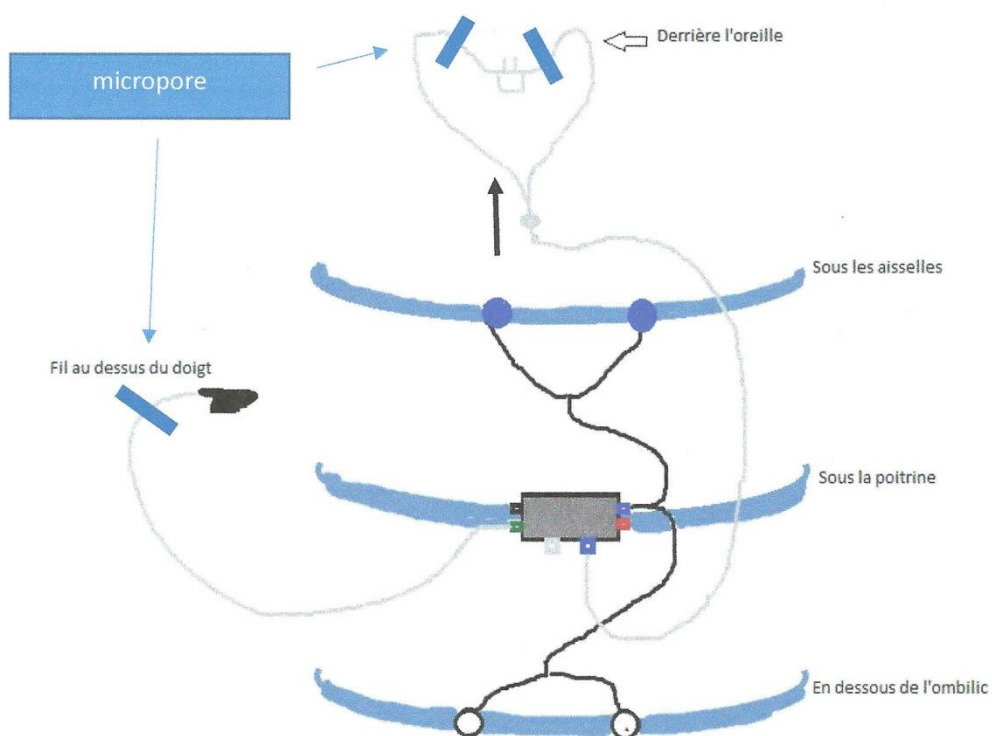 Derrière l'oreille
micropore
Sous les aisselles
Fil au dessus du doigt
Sous la poitrine
En dessous de l'ombilic